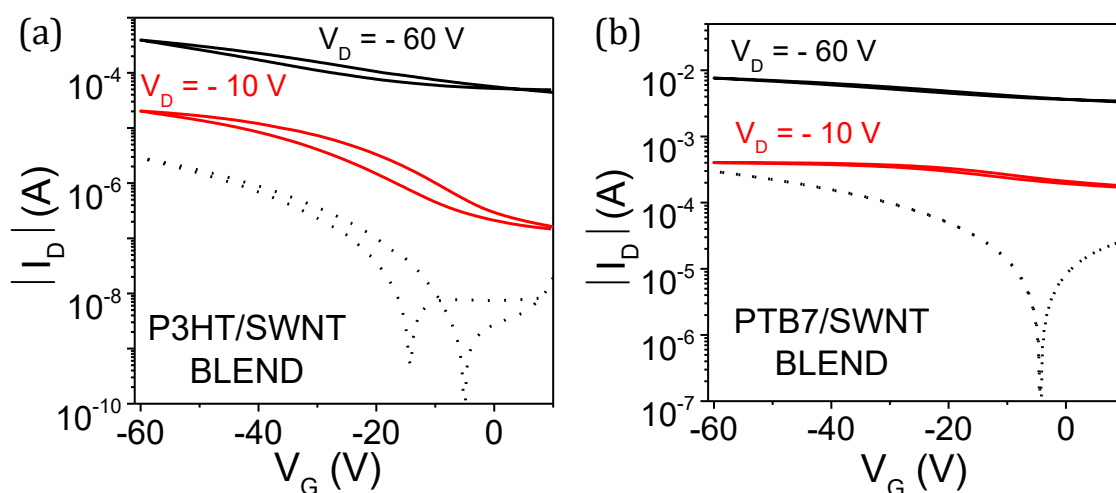 (a)
V_D = - 60 V
V_D = - 10 V
P3HT/SWNT
BLEND
10^-4
10^-6
10^-8
10^-10
| I_D | (A)
-60
-40
-20
0
V_G (V)
(b)
V_D = - 60 V
V_D = - 10 V
PTB7/SWNT
BLEND
10^-2
10^-3
10^-4
10^-5
10^-6
10^-7
| I_D | (A)
-60
-40
-20
0
V_G (V)